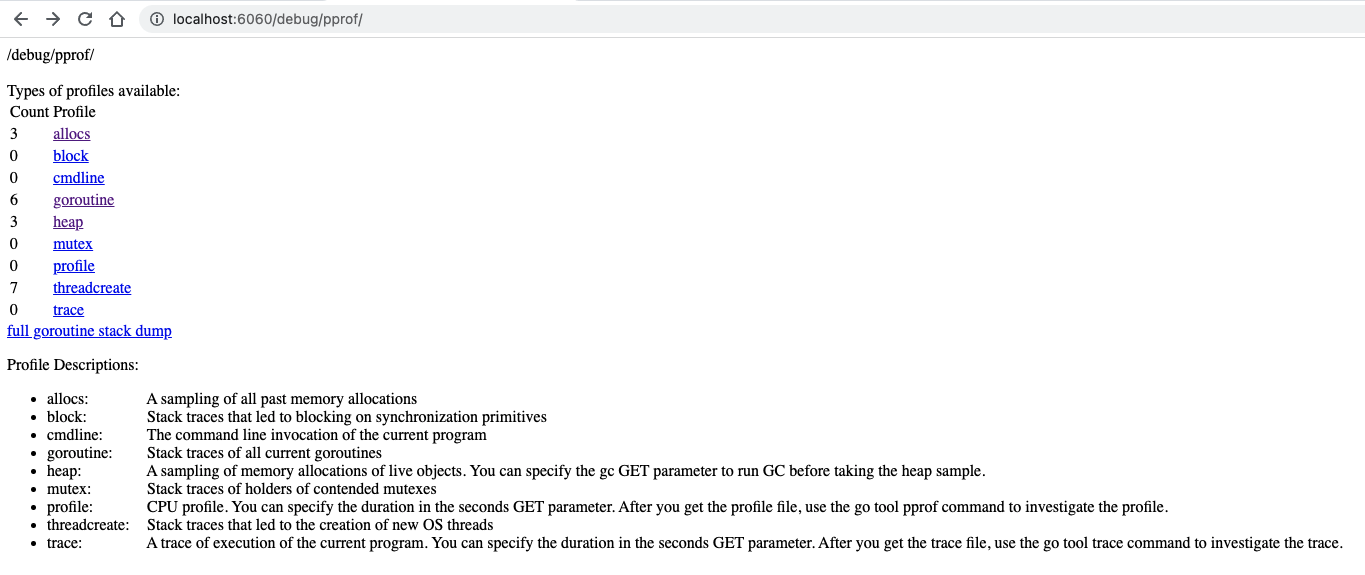 localhost:6060/debug/pprof/
/debug/pprof/
Types of profiles available:
Count Profile
3 allocs
0 block
0 cmdline
6 goroutine
3 heap
0 mutex
0 profile
7 threadcreate
0 trace
full goroutine stack dump
Profile Descriptions:
• allocs: A sampling of all past memory allocations
• block: Stack traces that led to blocking on synchronization primitives
• cmdline: The command line invocation of the current program
• goroutine: Stack traces of all current goroutines
• heap: A sampling of memory allocations of live objects. You can specify the gc GET parameter to run GC before taking the heap sample.
• mutex: Stack traces of holders of contended mutexes
• profile: CPU profile. You can specify the duration in the seconds GET parameter. After you get the profile file, use the go tool pprof command to investigate the profile.
• threadcreate: Stack traces that led to the creation of new OS threads
• trace: A trace of execution of the current program. You can specify the duration in the seconds GET parameter. After you get the trace file, use the go tool trace command to investigate the trace.